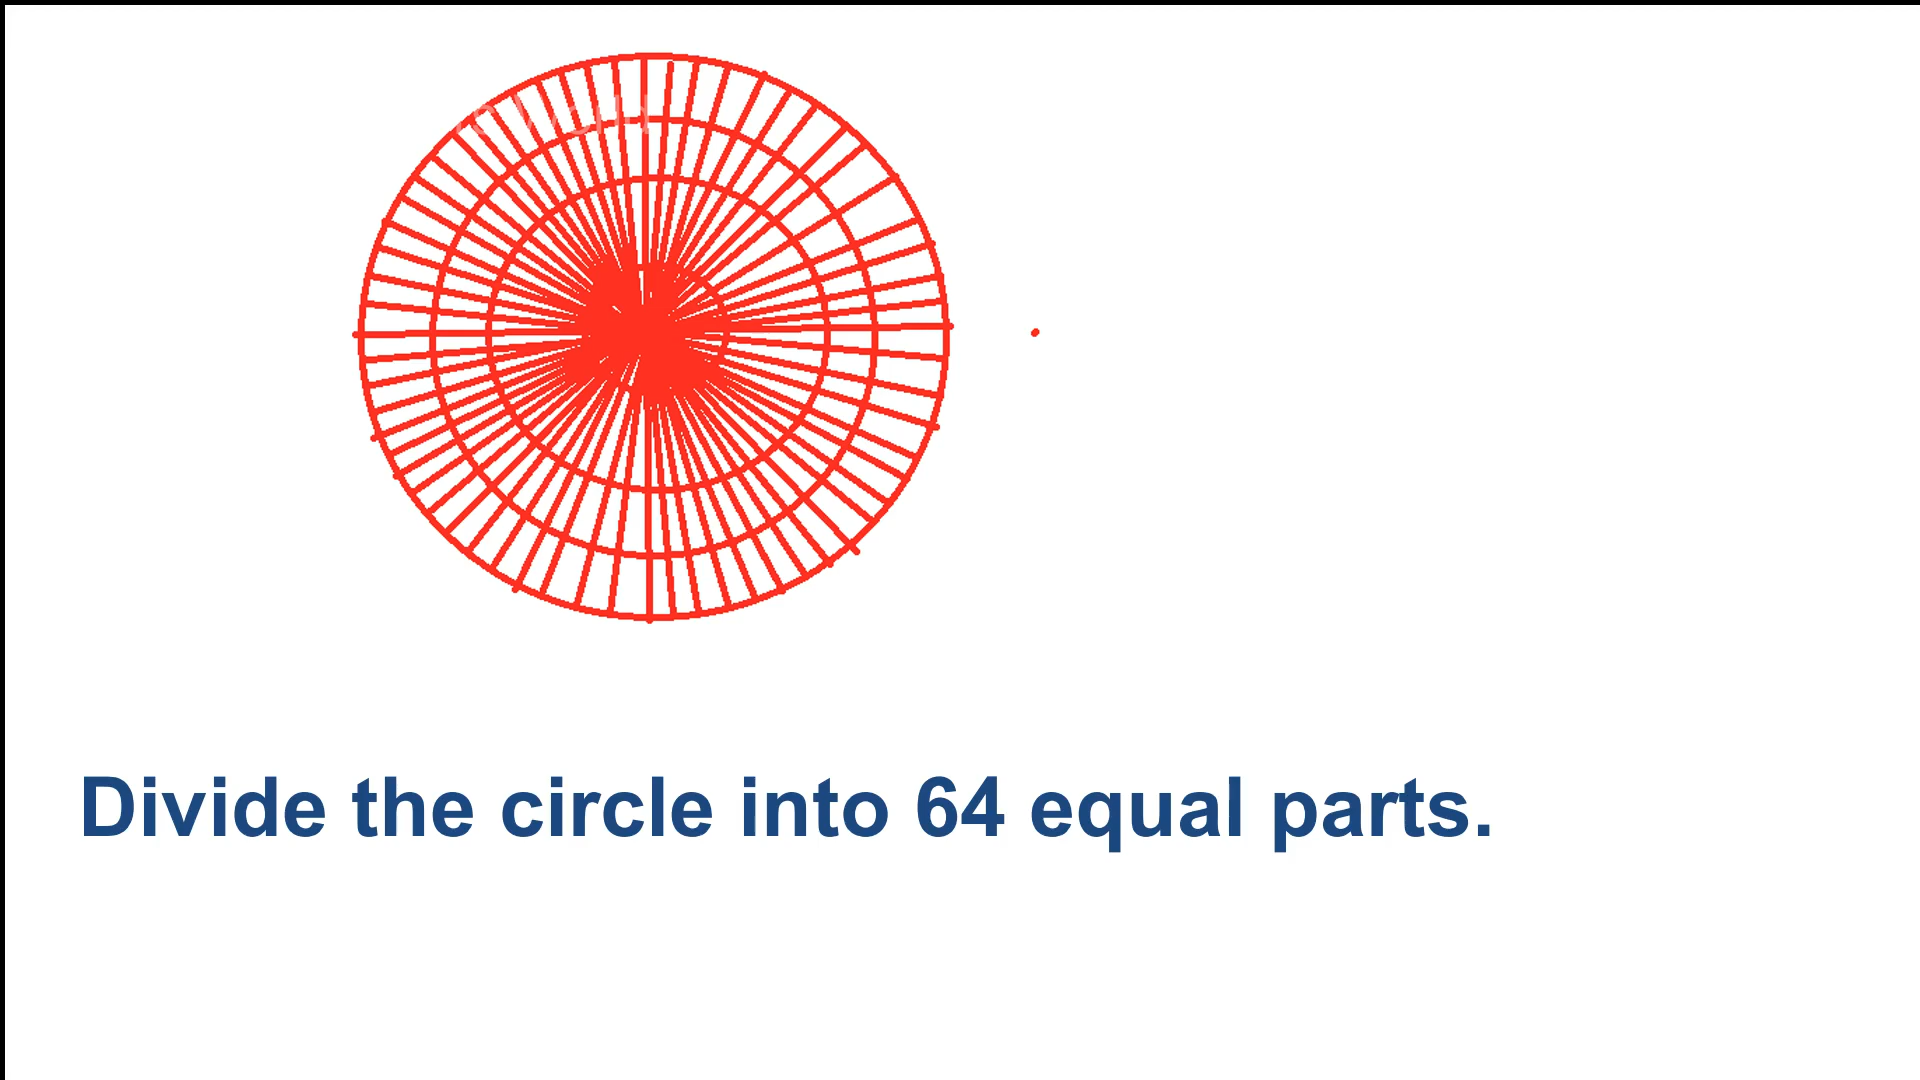 Divide the circle into 64 equal parts.